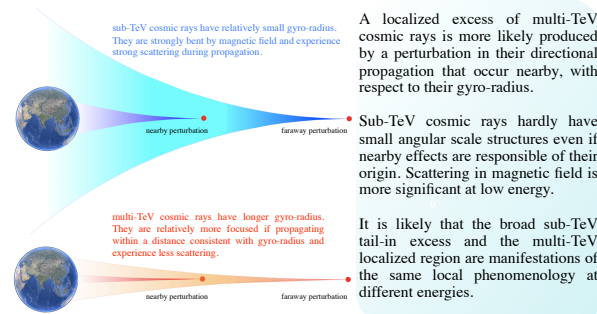 sub-TeV cosmic rays have relatively small gyro-radius.
They are strongly bent by magnetic field and experience
strong scattering during propagation.
nearby perturbation
faraway perturbation
multi-TeV cosmic rays have longer gyro-radius.
They are relatively more focused if propagating
within a distance consistent with gyro-radius and
experience less scattering.
nearby perturbation
faraway perturbation
A localized excess of multi-TeV
cosmic rays is more likely produced
by a perturbation in their directional
propagation that occur nearby, with
respect to their gyro-radius.
Sub-TeV cosmic rays hardly have
small angular scale structures even if
nearby effects are responsible of their
origin. Scattering in magnetic field is
more significant at low energy.
It is likely that the broad sub-TeV
tail-in excess and the multi-TeV
localized region are manifestations of
the same local phenomenology at
different energies.